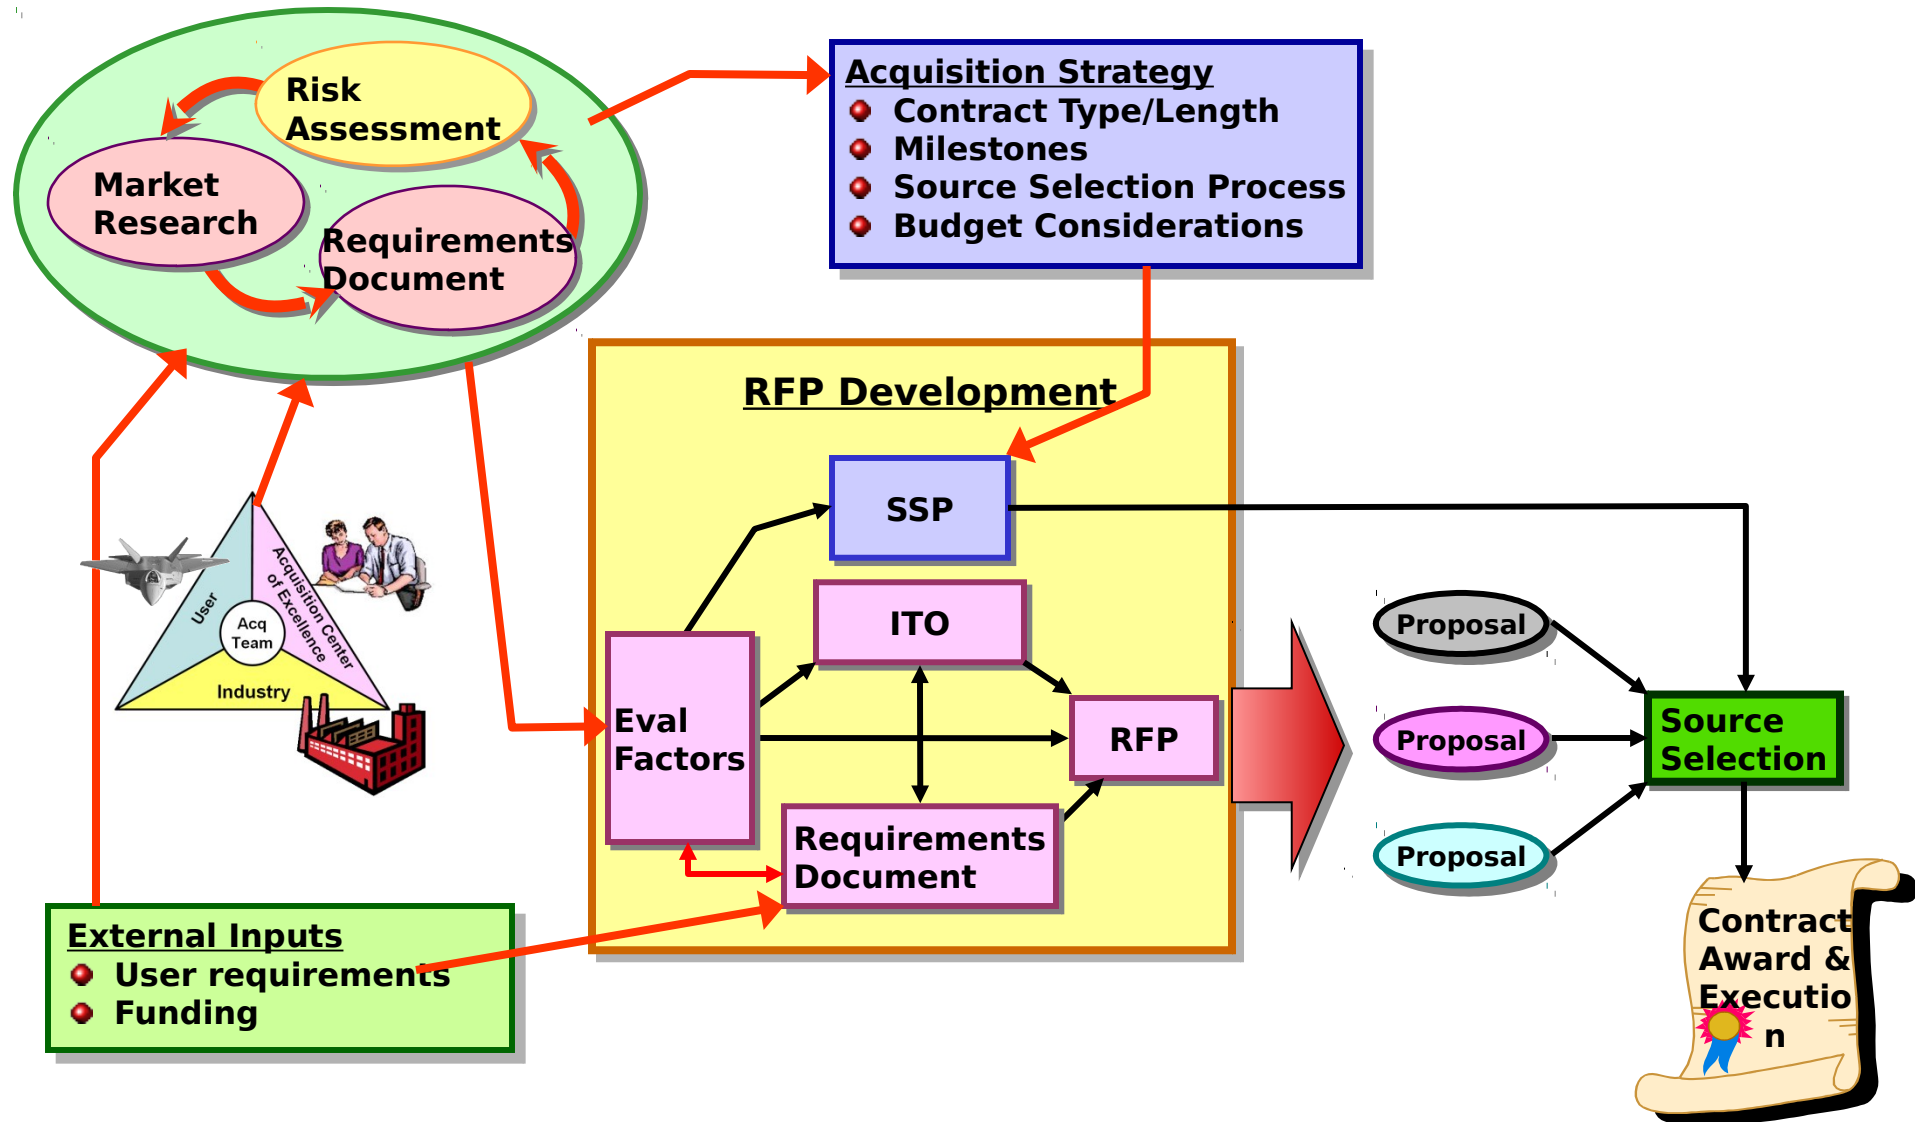 Risk
Assessment
Market
Research
Requirements
Document
Acquisition Strategy
Contract Type/Length
Milestones
Source Selection Process
Budget Considerations
RFP Development
SSP
ITO
Eval
Factors
RFP
Requirements
Document
User
Acquisition Center
of Excellence
Acq
Team
Industry
External Inputs
User requirements
Funding
Proposal
Proposal
Proposal
Source
Selection
Contract
Award &
Executio
n